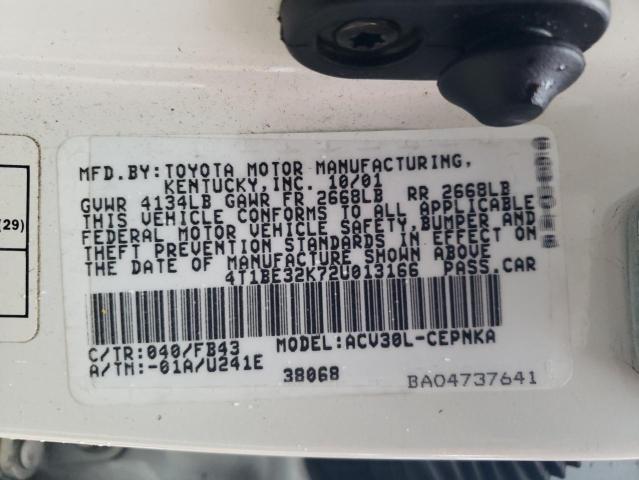 MFD.BY:TOYOTA MOTOR MANUFACTURING,
KENTUCKY,INC. 10/01
GVWR 4134LB GAWR FR 2668LB RR 2668LB
THIS VEHICLE CONFORMS TO ALL APPLICABLE
FEDERAL MOTOR VEHICLE SAFETY,BUMPER AND
THEFT PREVENTION STANDARDS IN EFFECT ON
THE DATE OF MANUFACTURE SHOWN ABOVE.
4T1BE32K72U013166 PASS.CAR
C/TR:040/FB43 MODEL:ACV30L-CEPNKA
A/TM:-01A/U241E 38068 BA04737641
(29)